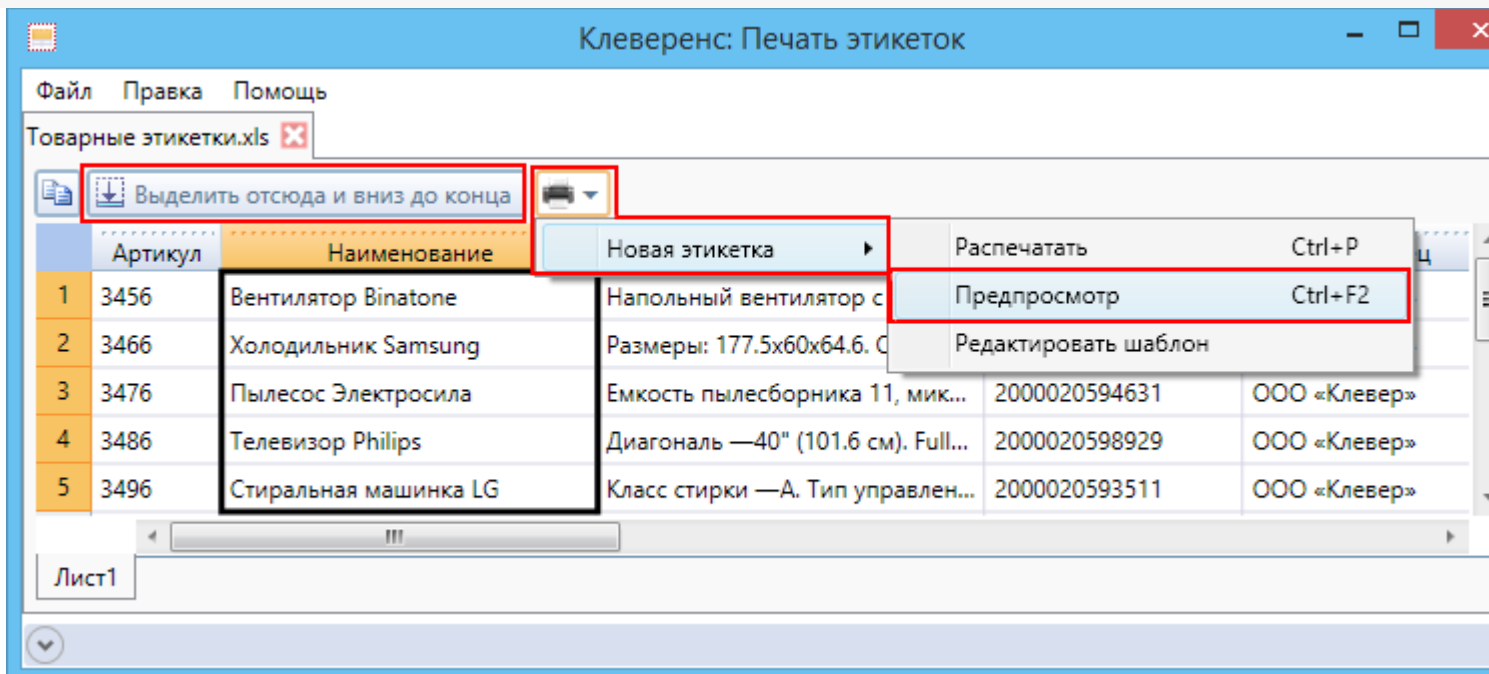 Клеверенс: Печать этикеток
Файл Правка Помощь
Товарные этикетки.xls
Выделить отсюда и вниз до конца
Артикул Наименование Новая этикетка Распечатать Ctrl+P ц
1 3456 Вентилятор Binatone Напольный вентилятор с Предпросмотр Ctrl+F2
2 3466 Холодильник Samsung Размеры: 177.5x60x64.6. С Редактировать шаблон
3 3476 Пылесос Электросила Емкость пылесборника 11, мик... 2000020594631 ООО «Клевер»
4 3486 Телевизор Philips Диагональ —40" (101.6 см). Full... 2000020598929 ООО «Клевер»
5 3496 Стиральная машинка LG Класс стирки —А. Тип управлен... 2000020593511 ООО «Клевер»
Лист1